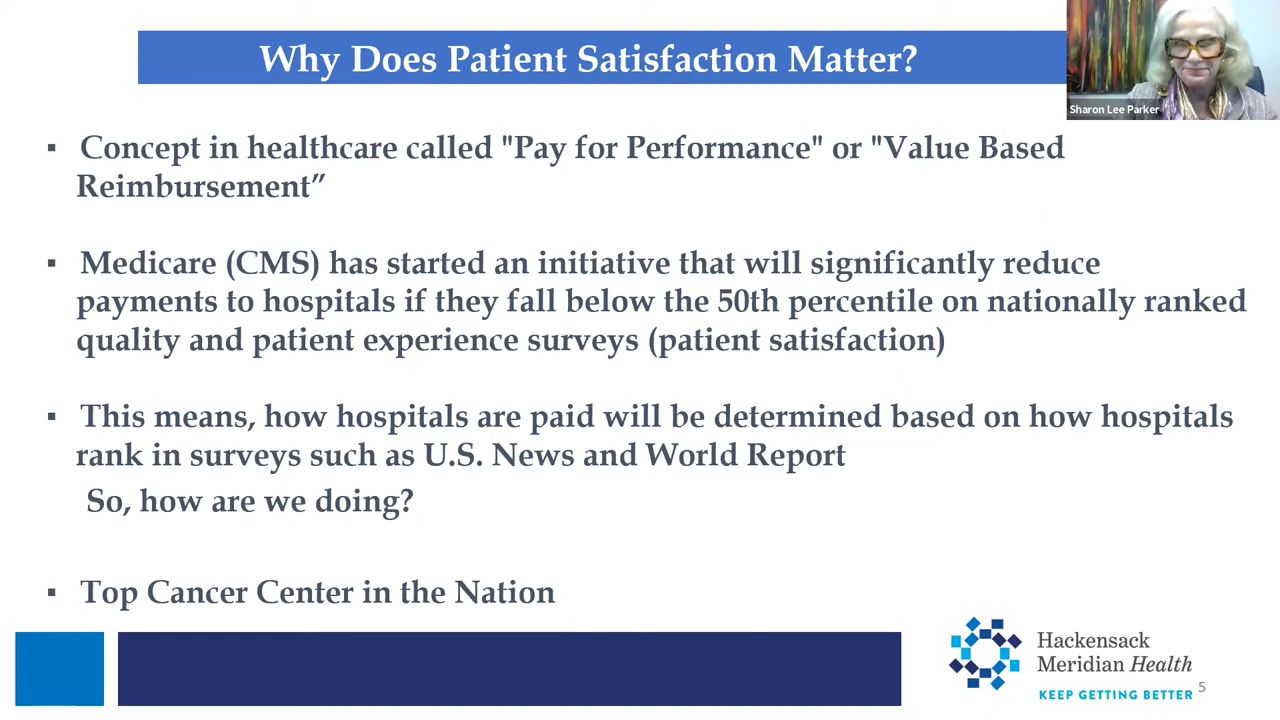 Why Does Patient Satisfaction Matter?
Sharon Lee Parker
▪ Concept in healthcare called "Pay for Performance" or "Value Based
Reimbursement”
▪ Medicare (CMS) has started an initiative that will significantly reduce
payments to hospitals if they fall below the 50th percentile on nationally ranked
quality and patient experience surveys (patient satisfaction)
▪ This means, how hospitals are paid will be determined based on how hospitals
rank in surveys such as U.S. News and World Report
So, how are we doing?
▪ Top Cancer Center in the Nation
Hackensack
Meridian Health
KEEP GETTING BETTER
5